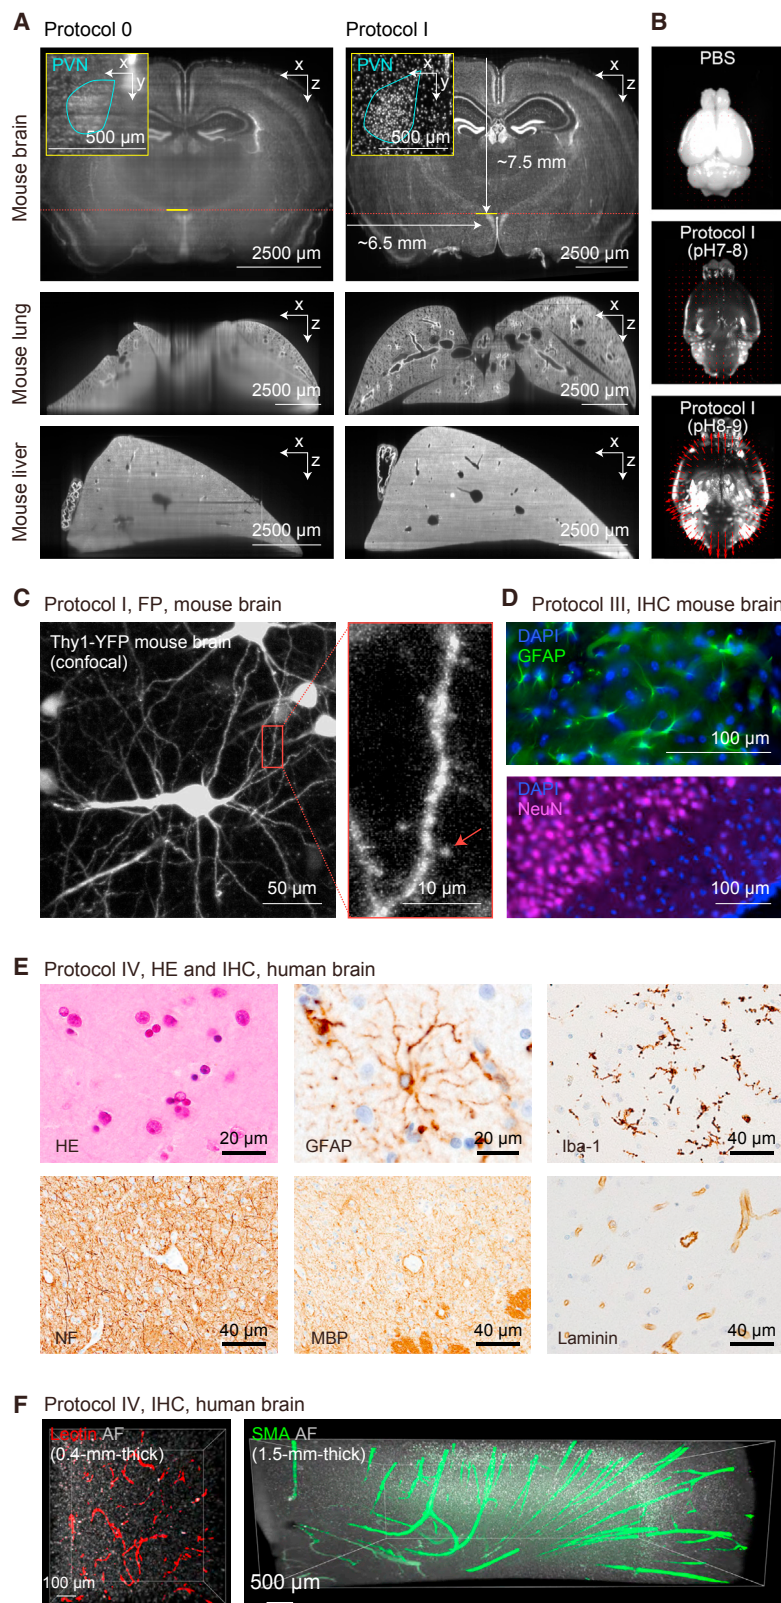 A
Protocol 0
Protocol I
B
Mouse brain
PVN
x
y
500 µm
x
z
2500 µm
PVN
x
y
500 µm
x
z
~7.5 mm
~6.5 mm
2500 µm
PBS
Protocol I
(pH7-8)
Protocol I
(pH8-9)
Mouse lung
x
z
2500 µm
x
z
2500 µm
Mouse liver
x
z
2500 µm
x
z
2500 µm
C Protocol I, FP, mouse brain
Thy1-YFP mouse brain
(confocal)
50 µm
10 µm
D Protocol III, IHC mouse brain
DAPI
GFAP
100 µm
DAPI
NeuN
100 µm
E Protocol IV, HE and IHC, human brain
HE
20 µm
GFAP
20 µm
Iba-1
40 µm
NF
40 µm
MBP
40 µm
Laminin
40 µm
F Protocol IV, IHC, human brain
Lectin AF
(0.4-mm-thick)
100 µm
SMA AF
(1.5-mm-thick)
500 µm